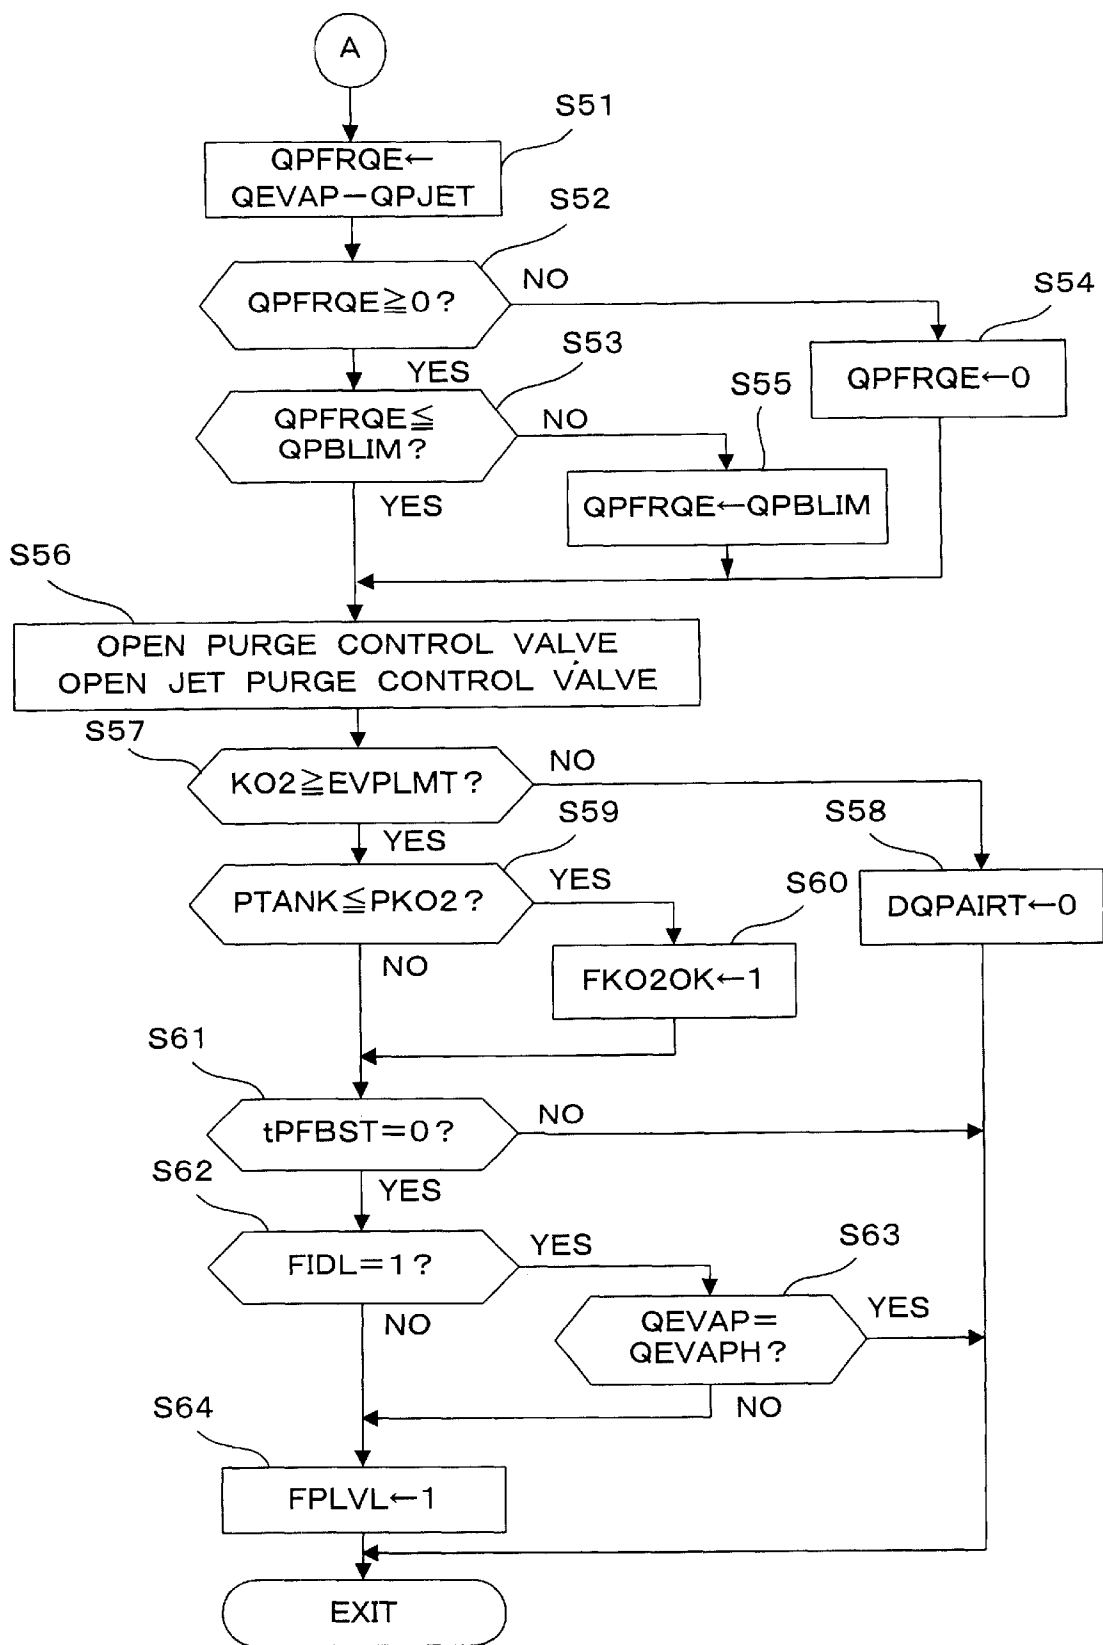 A
S51
QPFRQE←
QEVAP−QPJET
S52
QPFRQE≧0?
NO
S54
YES
S53
QPFRQE←0
QPFRQE≦
QPBLIM?
NO
S55
YES
QPFRQE←QPBLIM
S56
OPEN PURGE CONTROL VALVE
OPEN JET PURGE CONTROL VALVE
S57
KO2≧EVPLMT?
NO
YES
S59
S58
PTANK≦PKO2?
YES
S60
DQPAIRT←0
NO
FKO2OK←1
S61
tPFBST=0?
NO
S62
YES
FIDL=1?
YES
S63
NO
QEVAP=
QEVAPH?
YES
NO
S64
FPLVL←1
EXIT